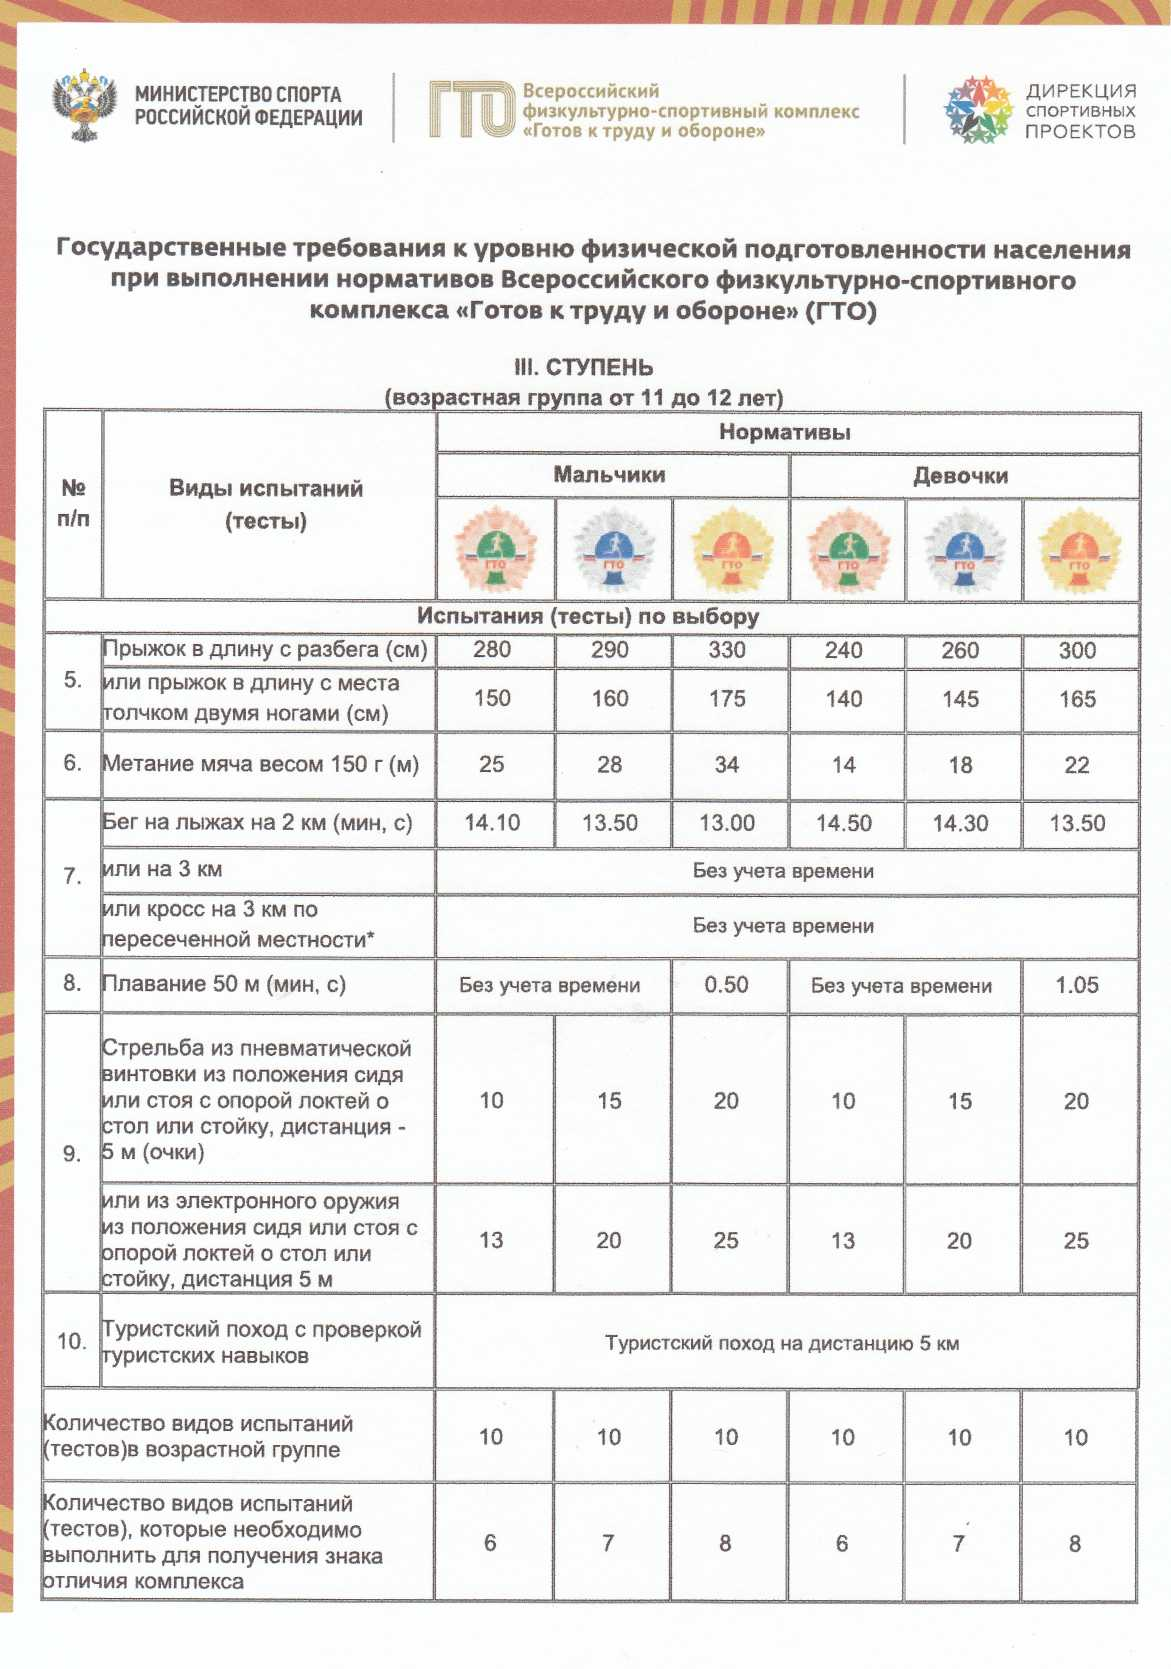 МИНИСТЕРСТВО СПОРТА
РОССИЙСКОЙ ФЕДЕРАЦИИ
ГТО
Всероссийский
физкультурно-спортивный комплекс
«Готов к труду и обороне»
ДИРЕКЦИЯ
СПОРТИВНЫХ
ПРОЕКТОВ
Государственные требования к уровню физической подготовленности населения
при выполнении нормативов Всероссийского физкультурно-спортивного
комплекса «Готов к труду и обороне» (ГТО)
III. СТУПЕНЬ
(возрастная группа от 11 до 12 лет)
№
п/п
Виды испытаний
(тесты)
Нормативы
Мальчики Девочки
ГТО ГТО ГТО ГТО ГТО ГТО
Испытания (тесты) по выбору
5.
Прыжок в длину с разбега (см) 280 290 330 240 260 300
или прыжок в длину с места
толчком двумя ногами (см)
150 160 175 140 145 165
6. Метание мяча весом 150 г (м) 25 28 34 14 18 22
7.
Бег на лыжах на 2 км (мин, с) 14.10 13.50 13.00 14.50 14.30 13.50
или на 3 км Без учета времени
или кросс на 3 км по
пересеченной местности*
Без учета времени
8. Плавание 50 м (мин, с) Без учета времени 0.50 Без учета времени 1.05
9.
Стрельба из пневматической
винтовки из положения сидя
или стоя с опорой локтей о
стол или стойку, дистанция -
5 м (очки)
10 15 20 10 15 20
или из электронного оружия
из положения сидя или стоя с
опорой локтей о стол или
стойку, дистанция 5 м
13 20 25 13 20 25
10.
Туристский поход с проверкой
туристских навыков
Туристский поход на дистанцию 5 км
Количество видов испытаний
(тестов)в возрастной группе
10 10 10 10 10 10
Количество видов испытаний
(тестов), которые необходимо
выполнить для получения знака
отличия комплекса
6 7 8 6 7 8